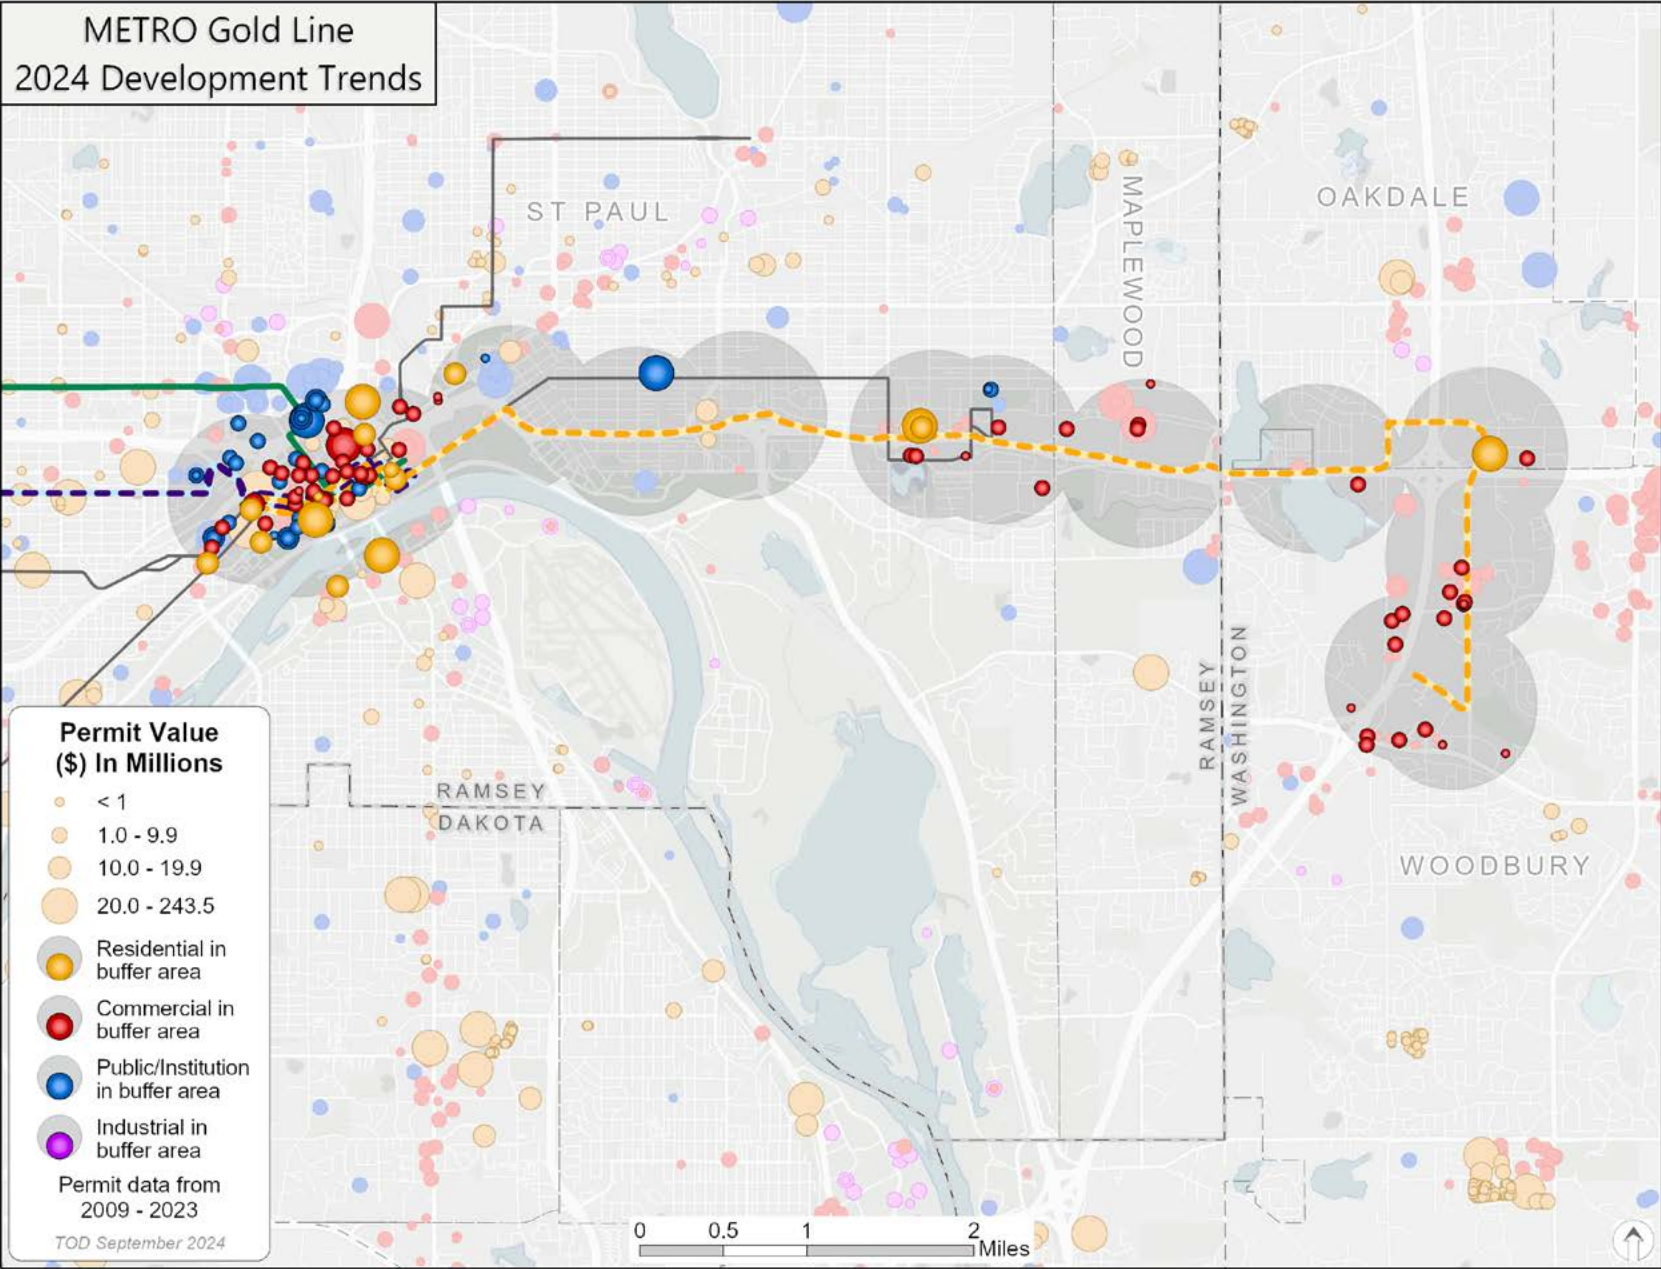 METRO Gold Line
2024 Development Trends
ST PAUL
MAPLEWOOD
OAKDALE
RAMSEY
WASHINGTON
RAMSEY
DAKOTA
WOODBURY
Permit Value
($) In Millions
< 1
1.0 - 9.9
10.0 - 19.9
20.0 - 243.5
Residential in
buffer area
Commercial in
buffer area
Public/Institution
in buffer area
Industrial in
buffer area
Permit data from
2009 - 2023
TOD September 2024
0 0.5 1 2
Miles